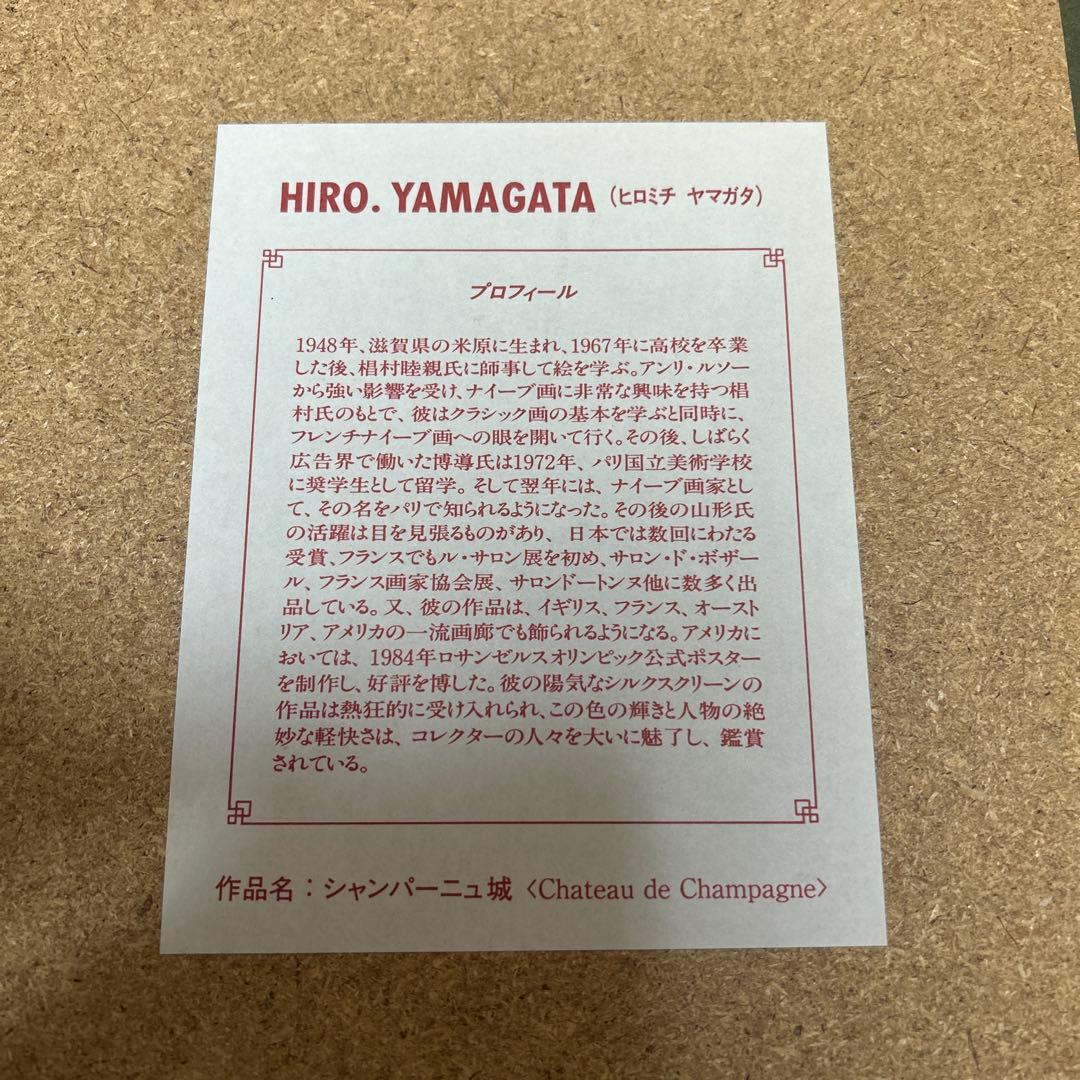 HIRO. YAMAGATA (ヒロミチ ヤマガタ)
プロフィール
1948年、滋賀県の米原に生まれ、1967年に高校を卒業
した後、椙村睦親氏に師事して絵を学ぶ。アンリ・ルソー
から強い影響を受け、ナイーブ画に非常な興味を持つ椙
村氏のもとで、彼はクラシック画の基本を学ぶと同時に、
フレンチナイーブ画への眼を開いて行く。その後、しばらく
広告界で働いた博導氏は1972年、パリ国立美術学校
に奨学生として留学。そして翌年には、ナイーブ画家とし
て、その名をパリで知られるようになった。その後の山形氏
の活躍は目を見張るものがあり、日本では数回にわたる
受賞、フランスでもル・サロン展を初め、サロン・ド・ボザー
ル、フランス画家協会展、サロンドートンヌ他に数多く出
品している。又、彼の作品は、イギリス、フランス、オースト
リア、アメリカの一流画廊でも飾られるようになる。アメリカに
おいては、1984年ロサンゼルスオリンピック公式ポスター
を制作し、好評を博した。彼の陽気なシルクスクリーンの
作品は熱狂的に受け入れられ、この色の輝きと人物の絶
妙な軽快さは、コレクターの人々を大いに魅了し、鑑賞
されている。
作品名：シャンパーニュ城〈Chateau de Champagne〉